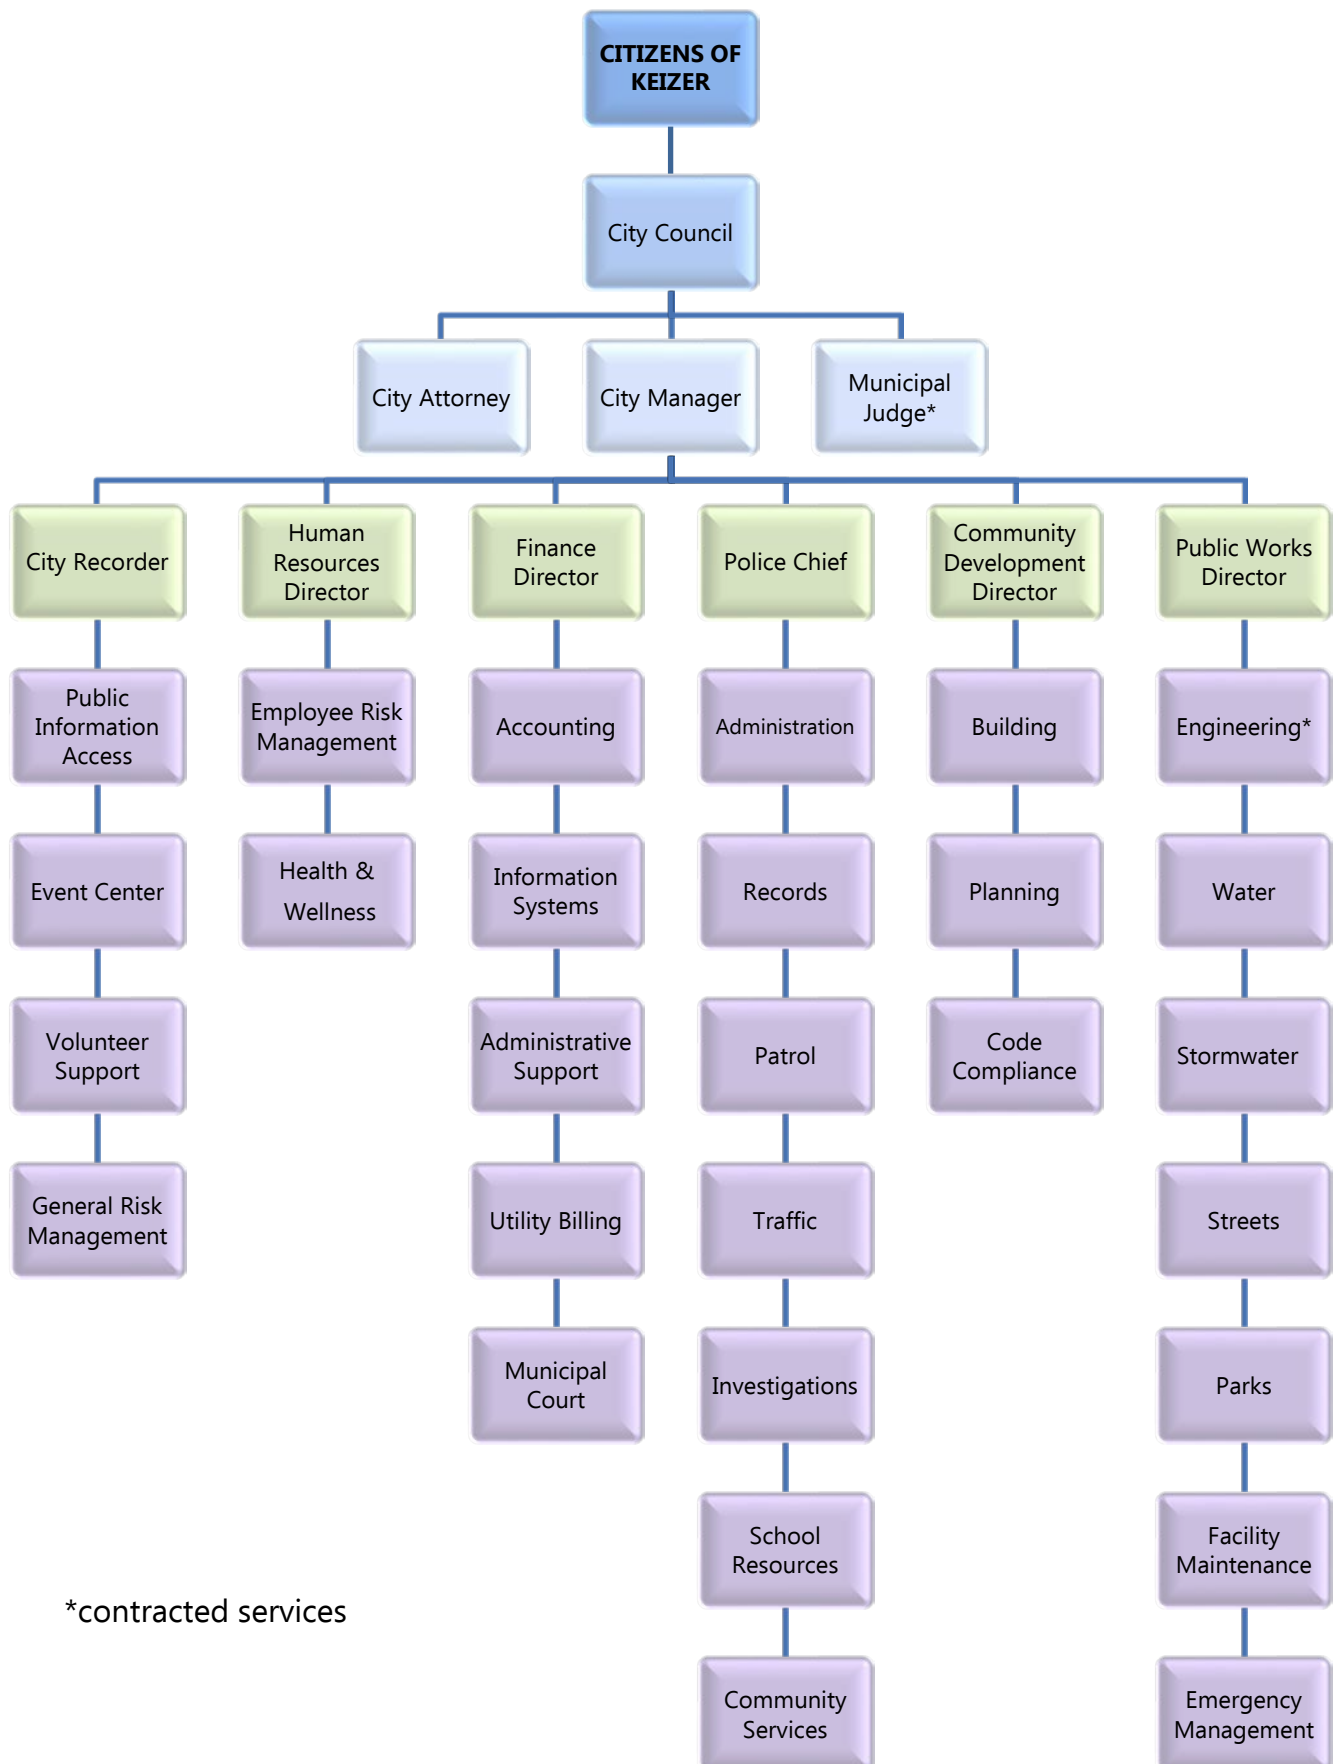 CITIZENS OF
KEIZER
City Council
City Attorney
City Manager
Municipal
Judge*
City Recorder
Human
Resources
Director
Finance
Director
Police Chief
Community
Development
Director
Public Works
Director
Public
Information
Access
Employee Risk
Management
Accounting
Administration
Building
Engineering*
Event Center
Health &
Wellness
Information
Systems
Records
Planning
Water
Volunteer
Support
Administrative
Support
Patrol
Code
Compliance
Stormwater
General Risk
Management
Utility Billing
Traffic
Streets
Municipal
Court
Investigations
Parks
School
Resources
Facility
Maintenance
*contracted services
Community
Services
Emergency
Management